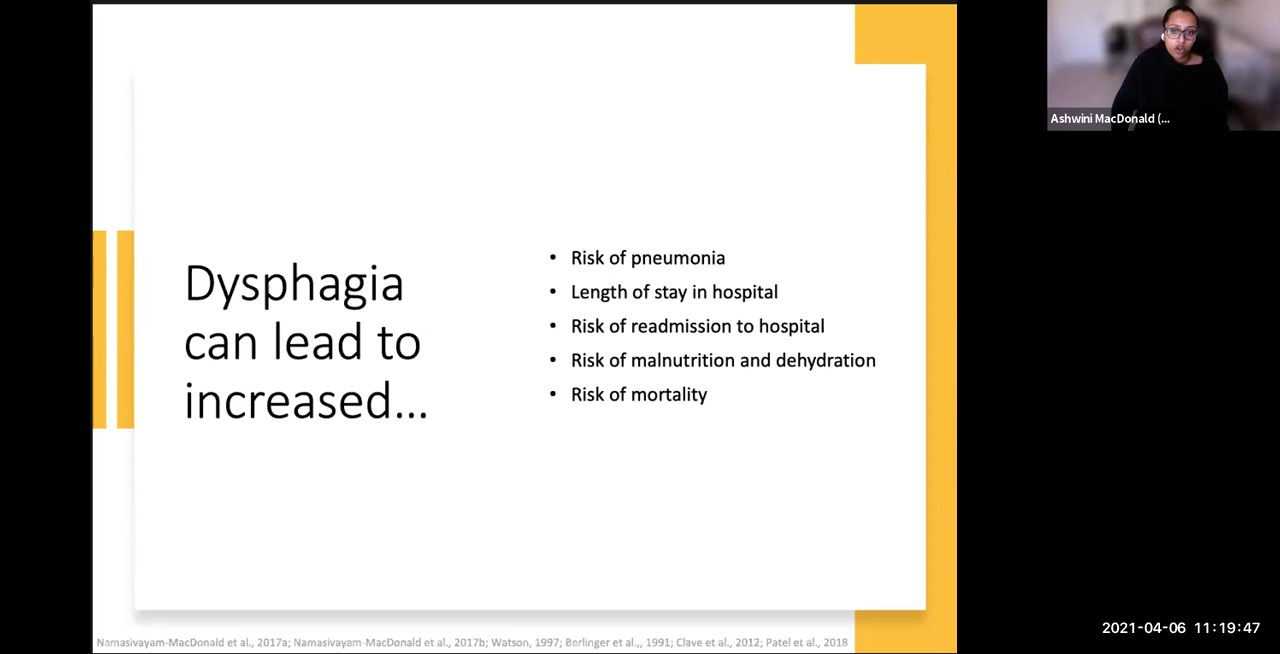 Dysphagia
can lead to
increased...
• Risk of pneumonia
• Length of stay in hospital
• Risk of readmission to hospital
• Risk of malnutrition and dehydration
• Risk of mortality
Namasivayam-MacDonald et al., 2017a; Namasivayam-MacDonald et al., 2017b; Watson, 1997; Berlinger et al.,, 1991; Clave et al., 2012; Patel et al., 2018
Ashwini MacDonald (...
2021-04-06 11:19:47